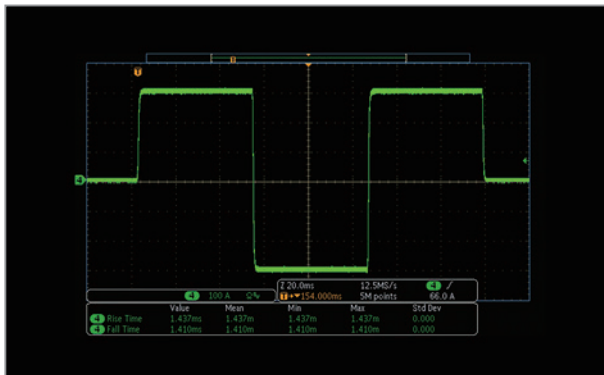 T
T
4
4 100 A Ω
Z 20.0ms 12.5MS/s 4
T→▼154.000ms 5M points 66.0 A
Value Mean Min Max Std Dev
4 Rise Time 1.437ms 1.437m 1.437m 1.437m 0.000
4 Fall Time 1.410ms 1.410m 1.410m 1.410m 0.000